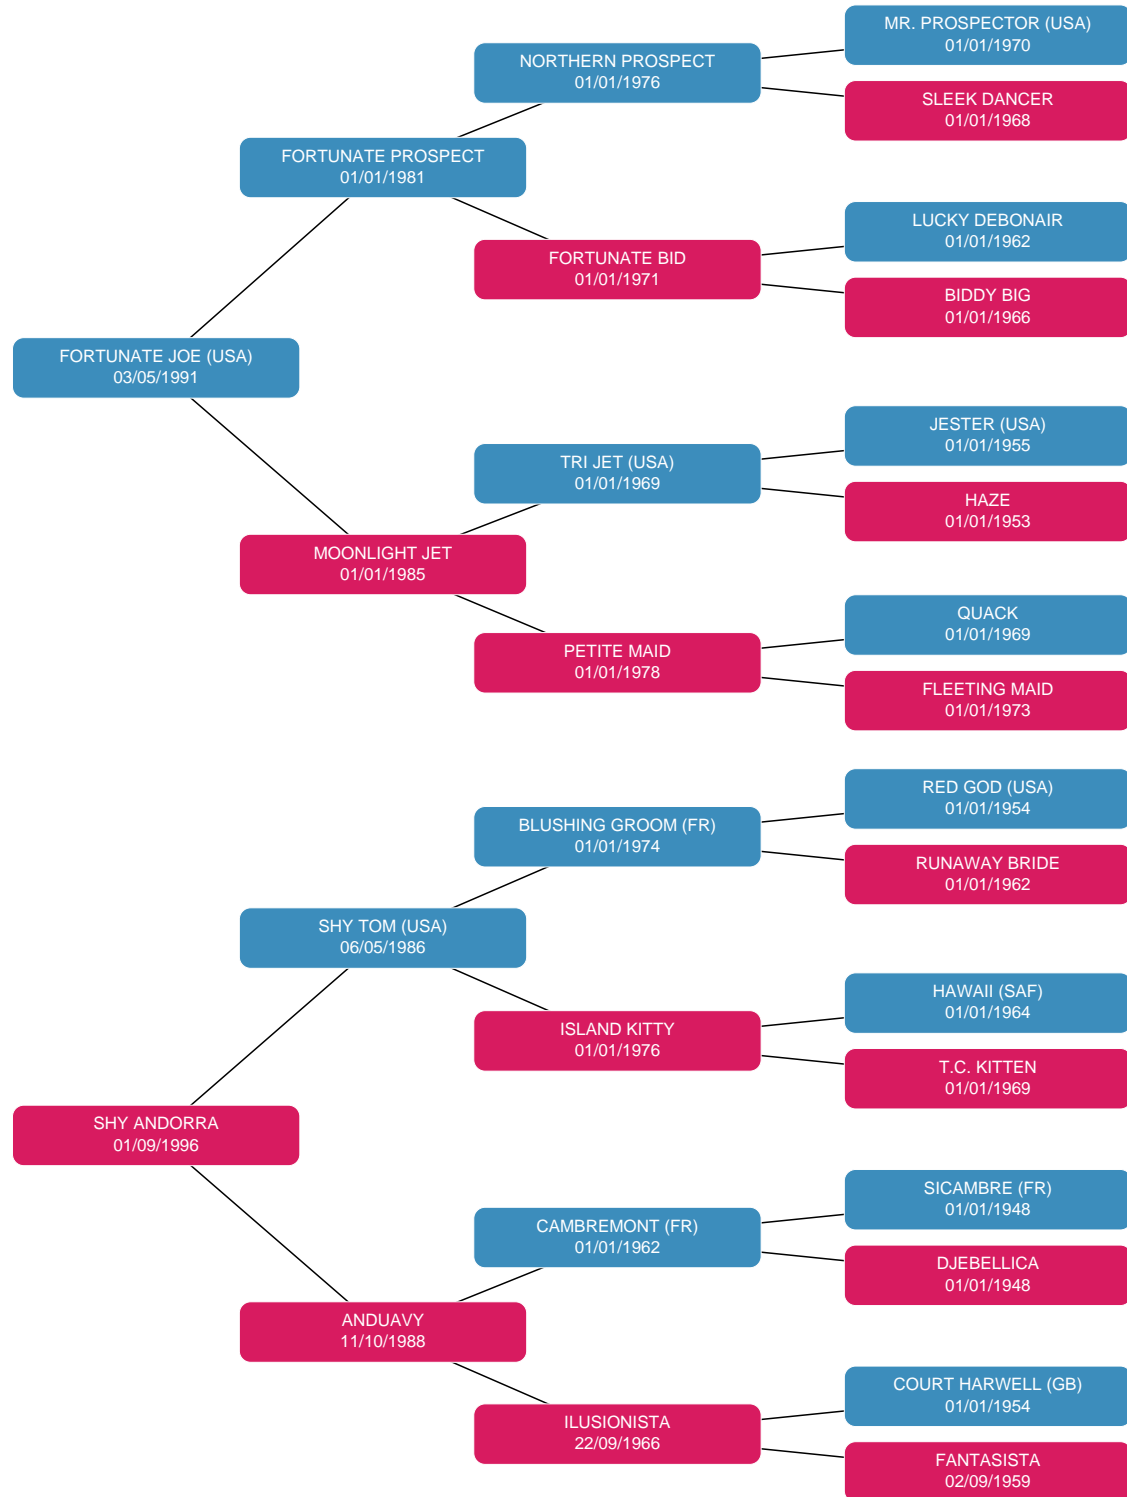 MR. PROSPECTOR (USA)
01/01/1970
NORTHERN PROSPECT
01/01/1976
SLEEK DANCER
01/01/1968
FORTUNATE PROSPECT
01/01/1981
LUCKY DEBONAIR
01/01/1962
FORTUNATE BID
01/01/1971
BIDDY BIG
01/01/1966
FORTUNATE JOE (USA)
03/05/1991
JESTER (USA)
01/01/1955
TRI JET (USA)
01/01/1969
HAZE
01/01/1953
MOONLIGHT JET
01/01/1985
QUACK
01/01/1969
PETITE MAID
01/01/1978
FLEETING MAID
01/01/1973
RED GOD (USA)
01/01/1954
BLUSHING GROOM (FR)
01/01/1974
RUNAWAY BRIDE
01/01/1962
SHY TOM (USA)
06/05/1986
HAWAII (SAF)
01/01/1964
ISLAND KITTY
01/01/1976
T.C. KITTEN
01/01/1969
SHY ANDORRA
01/09/1996
SICAMBRE (FR)
01/01/1948
CAMBREMONT (FR)
01/01/1962
DJEBELLICA
01/01/1948
ANDUAVY
11/10/1988
COURT HARWELL (GB)
01/01/1954
ILUSIONISTA
22/09/1966
FANTASISTA
02/09/1959